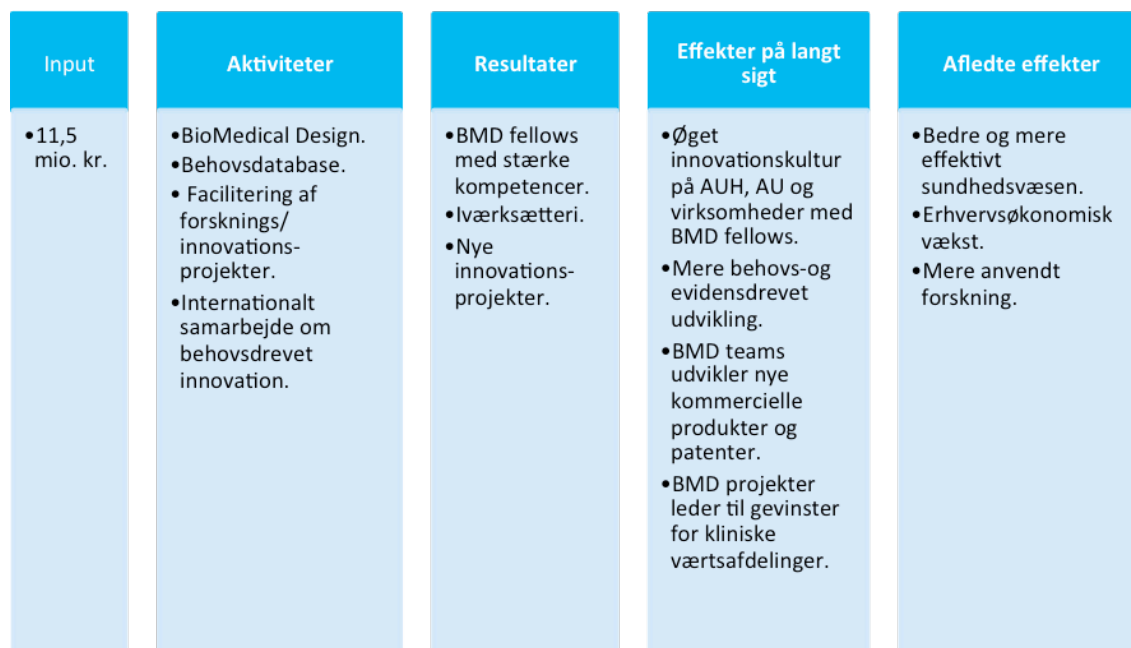 Input
•11,5
mio. kr.
Aktiviteter
•BioMedical Design.
•Behovsdatabase.
• Facilitering af
forsknings/
innovations-
projekter.
•Internationalt
samarbejde om
behovsdrevet
innovation.
Resultater
•BMD fellows
med stærke
kompetencer.
•Iværksætteri.
•Nye
innovations-
projekter.
Effekter på langt
sigt
•Øget
innovationskultur
på AUH, AU og
virksomheder med
BMD fellows.
•Mere behovs-og
evidensdrevet
udvikling.
•BMD teams
udvikler nye
kommercielle
produkter og
patenter.
•BMD projekter
leder til gevinster
for kliniske
værtsafdelinger.
Afledte effekter
•Bedre og mere
effektivt
sundhedsvæsen.
•Erhvervsøkonomisk
vækst.
•Mere anvendt
forskning.